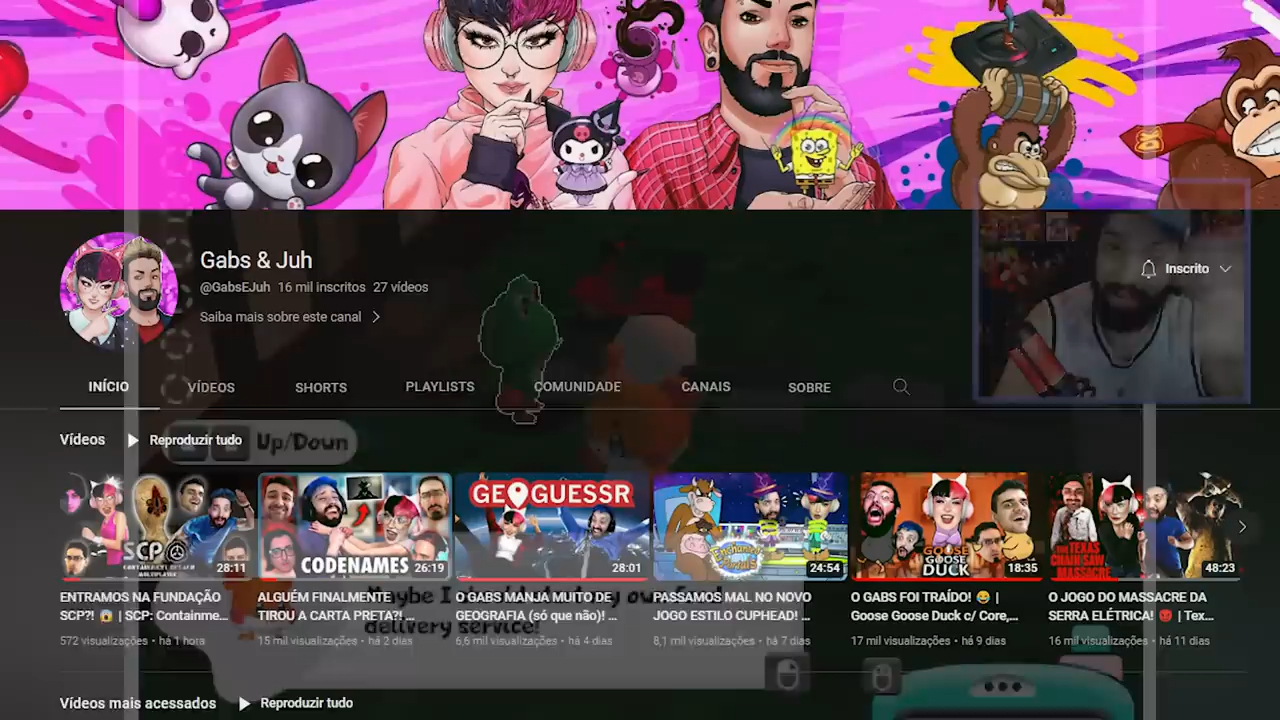 Gabs & Juh
@GabsEJuh 16 mil inscritos 27 vídeos
Saiba mais sobre este canal
Inscrito
INÍCIO VÍDEOS SHORTS PLAYLISTS COMUNIDADE CANAIS SOBRE
Vídeos Reproduzir tudo
Up/Down
SCP
28:11
CODENAMES
26:19
GEOGUESSR
28:01
Enchanted Portals
24:54
GOOSE GOOSE DUCK
18:35
THE TEXAS CHAIN SAW MASSACRE
48:23
ENTRAMOS NA FUNDAÇÃO
SCP?! 😱 | SCP: Containme...
572 visualizações • há 1 hora
ALGUÉM FINALMENTE
TIROU A CARTA PRETA?! ...
15 mil visualizações • há 2 dias
O GABS MANJA MUITO DE
GEOGRAFIA (só que não)! ...
6,6 mil visualizações • há 4 dias
PASSAMOS MAL NO NOVO
JOGO ESTILO CUPHEAD! ...
8,1 mil visualizações • há 7 dias
O GABS FOI TRAÍDO! 😂 |
Goose Goose Duck c/ Core,...
17 mil visualizações • há 9 dias
O JOGO DO MASSACRE DA
SERRA ELÉTRICA! 👹 | Tex...
16 mil visualizações • há 11 dias
Maybe I
delivery service!
Vídeos mais acessados Reproduzir tudo